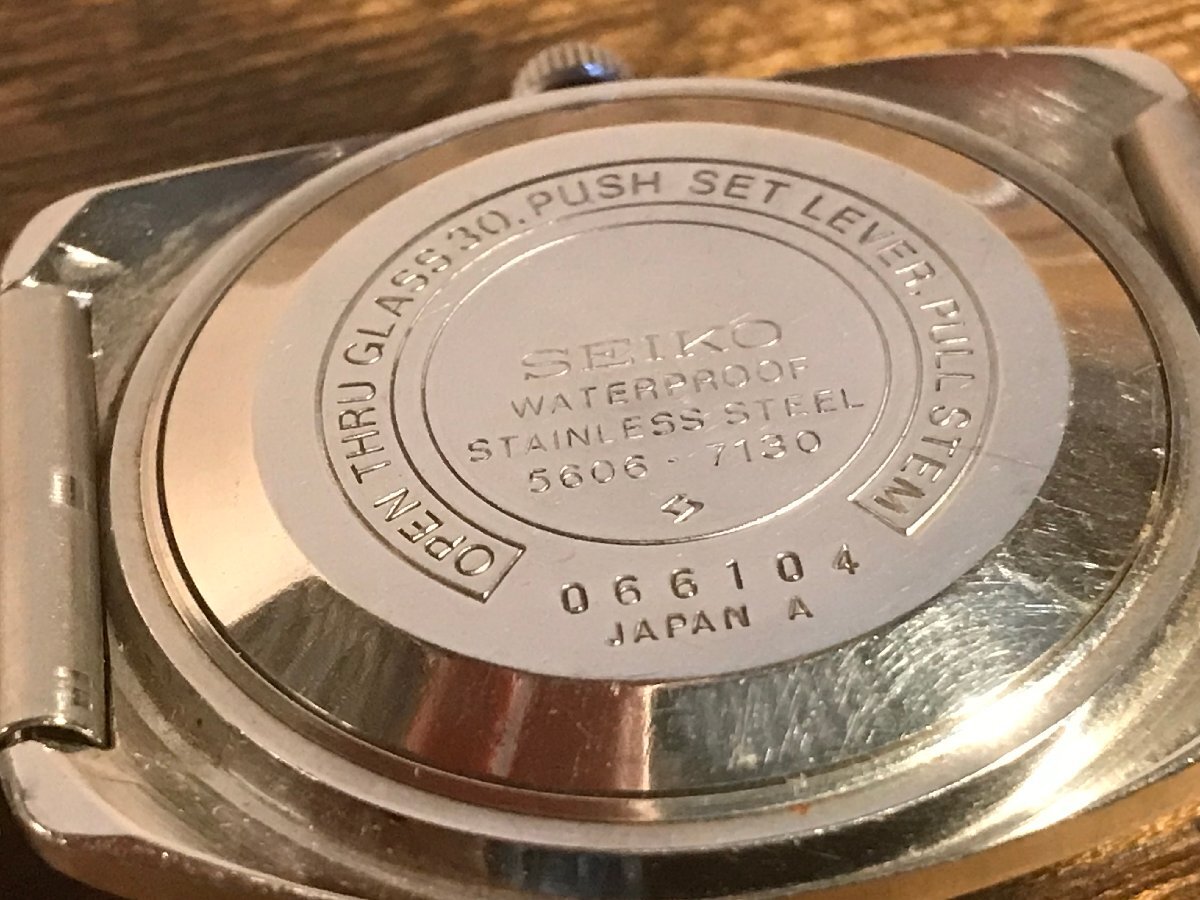 OPEN THRU GLASS 30. PUSH SET LEVER. PULL STEM
SEIKO
WATERPROOF
STAINLESS STEEL
5606-7130
066104
JAPAN A